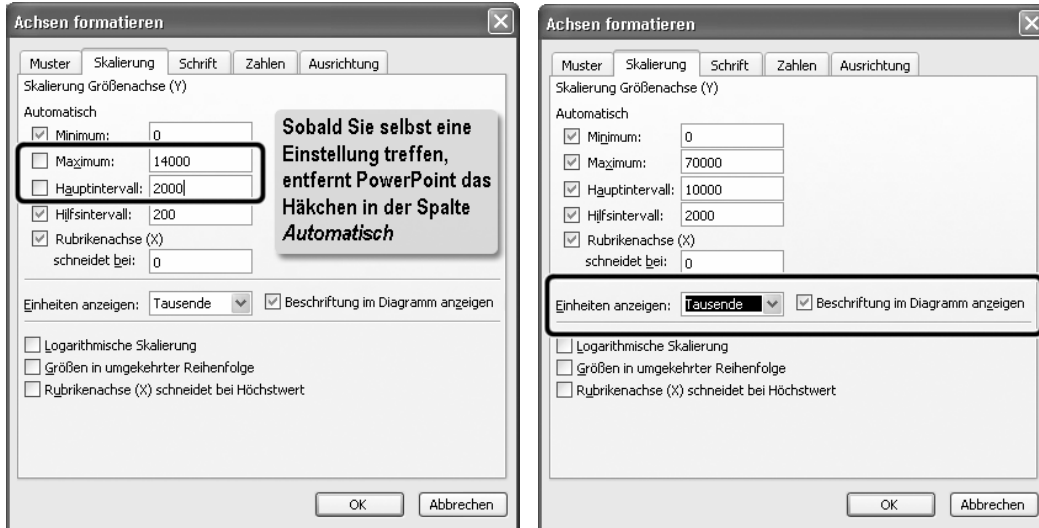 Achsen formatieren
Muster Skalierung Schrift Zahlen Ausrichtung
Skalierung Größenachse (Y)
Automatisch
Minimum: 0
Maximum: 14000
Hauptintervall: 2000
Hilfsintervall: 200
Rubrikenachse (X)
schneidet bei: 0
Sobald Sie selbst eine
Einstellung treffen,
entfernt PowerPoint das
Häkchen in der Spalte
Automatisch
Einheiten anzeigen: Tausende Beschriftung im Diagramm anzeigen
Logarithmische Skalierung
Größen in umgekehrter Reihenfolge
Rubrikenachse (X) schneidet bei Höchstwert
OK Abbrechen
Achsen formatieren
Muster Skalierung Schrift Zahlen Ausrichtung
Skalierung Größenachse (Y)
Automatisch
Minimum: 0
Maximum: 70000
Hauptintervall: 10000
Hilfsintervall: 2000
Rubrikenachse (X)
schneidet bei: 0
Einheiten anzeigen: Tausende Beschriftung im Diagramm anzeigen
Logarithmische Skalierung
Größen in umgekehrter Reihenfolge
Rubrikenachse (X) schneidet bei Höchstwert
OK Abbrechen